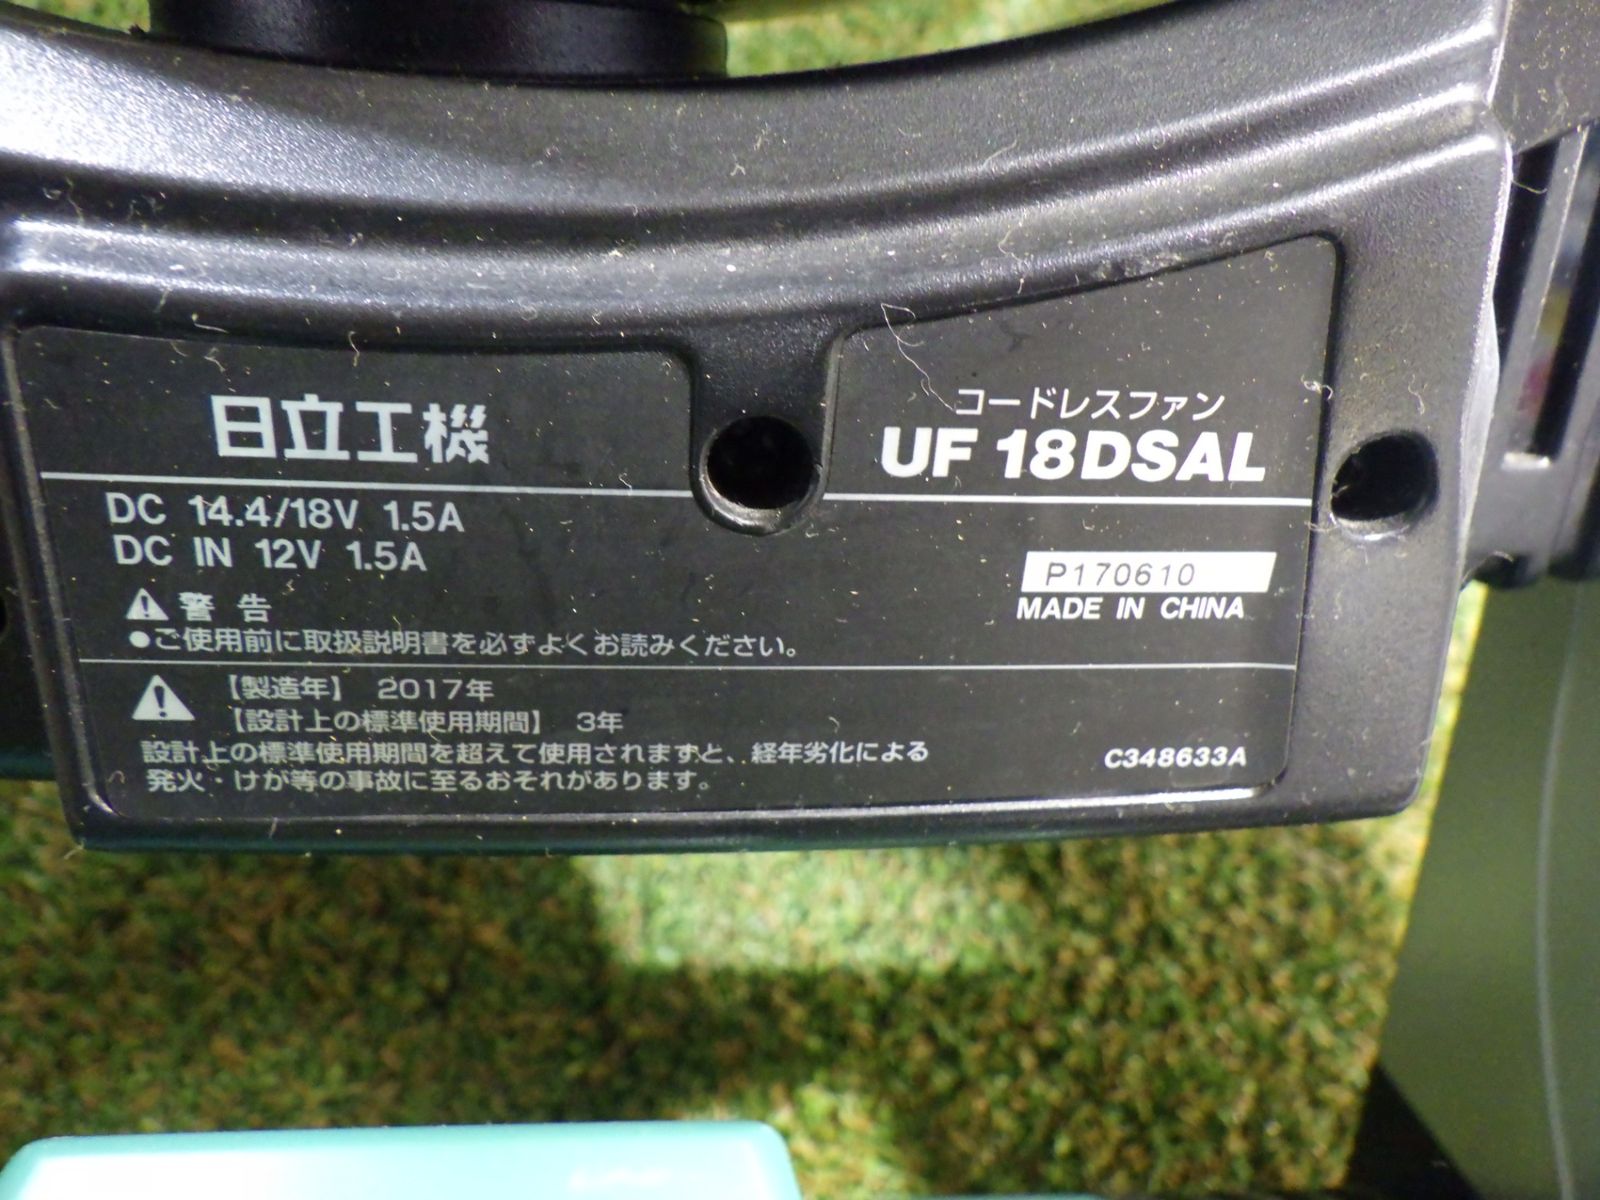 日立工機
コードレスファン
UF 18DSAL
DC 14.4/18V 1.5A
DC IN 12V 1.5A
P170610
MADE IN CHINA
⚠警告
●ご使用前に取扱説明書を必ずよくお読みください。
【製造年】 2017年
【設計上の標準使用期間】 3年
設計上の標準使用期間を超えて使用されますと、経年劣化による
発火・けが等の事故に至るおそれがあります。
C348633A